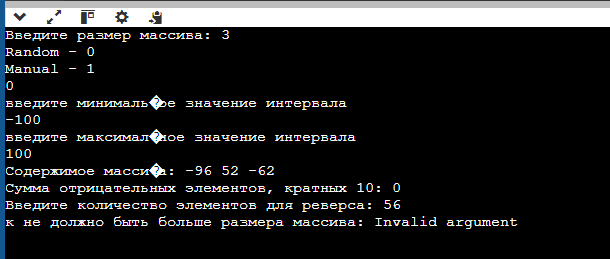 Введите размер массива: 3
Random - 0
Manual - 1
0
введите минималь�ое значение интервала
-100
введите максимал�ное значение интервала
100
Содержимое масси�а: -96 52 -62
Сумма отрицательных элементов, кратных 10: 0
Введите количество элементов для реверса: 56
к не должно быть больше размера массива: Invalid argument